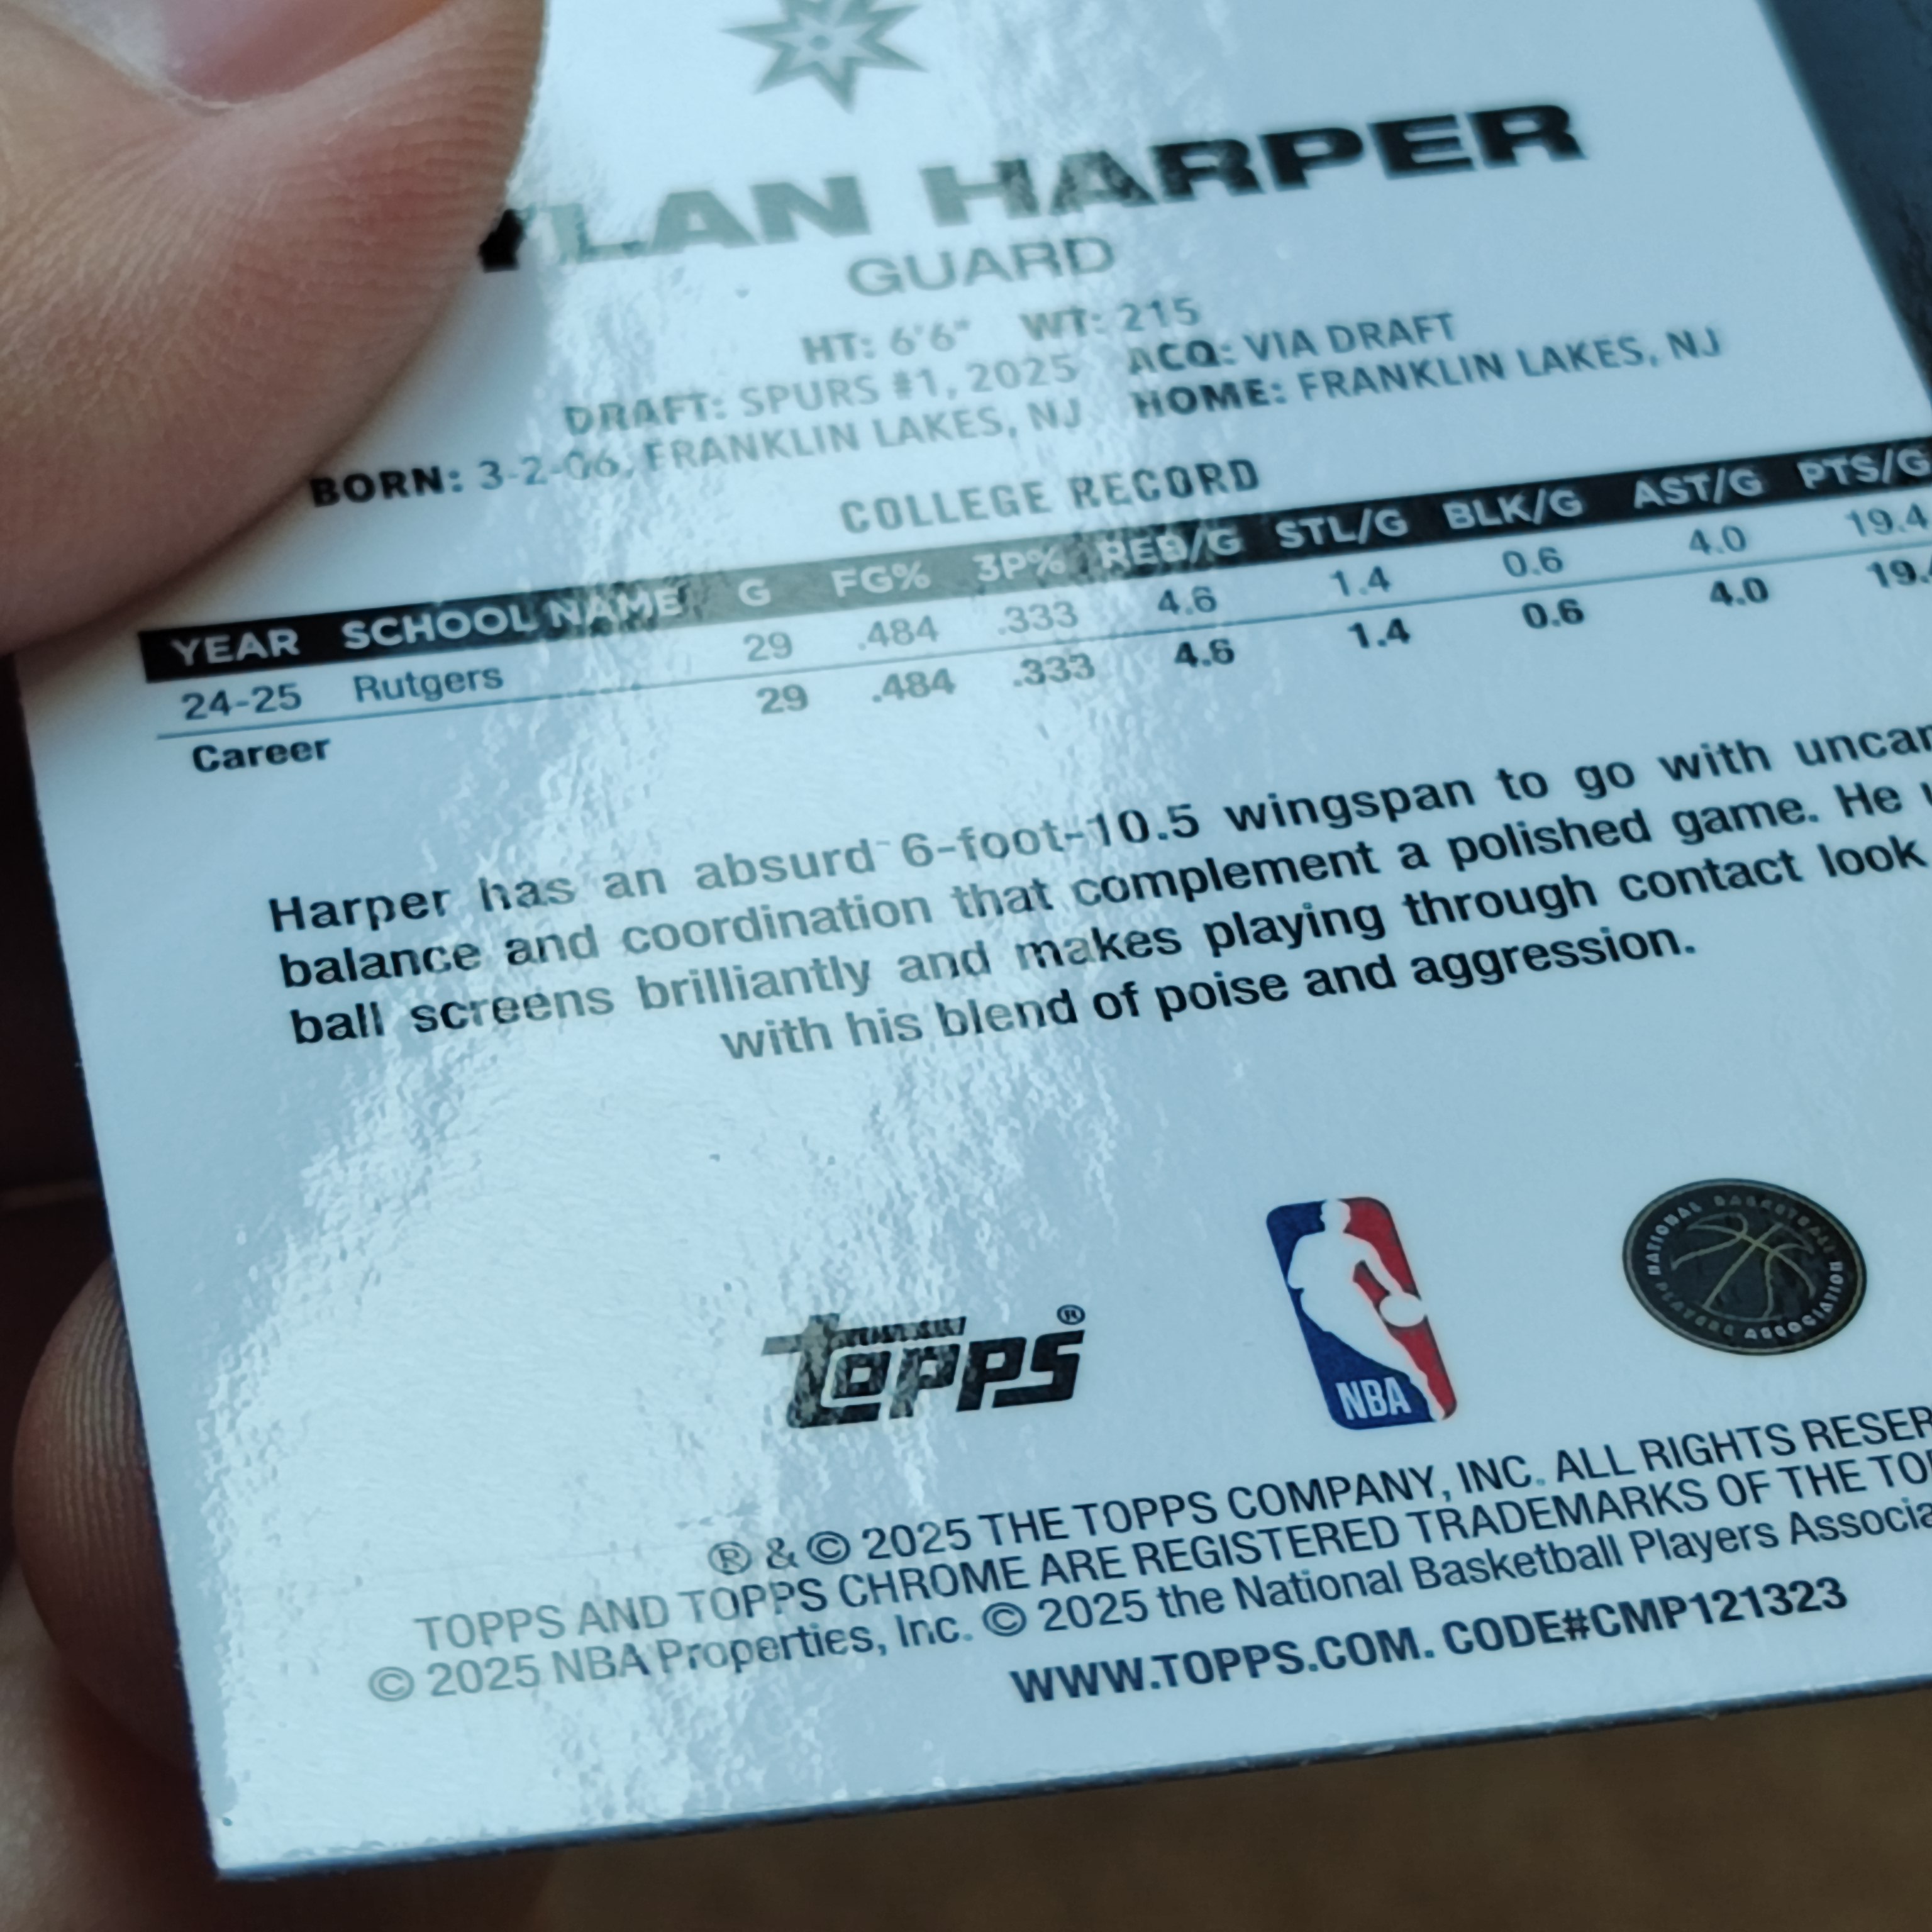 YLAN HARPER
GUARD
HT: 6'6" WT: 215
DRAFT: SPURS #1, 2025 ACQ: VIA DRAFT
BORN: 3-2-06, FRANKLIN LAKES, NJ HOME: FRANKLIN LAKES, NJ
COLLEGE RECORD
YEAR SCHOOL NAME G FG% 3P% REB/G STL/G BLK/G AST/G PTS/G
24-25 Rutgers 29 .484 .333 4.6 1.4 0.6 4.0 19.4
Career 29 .484 .333 4.6 1.4 0.6 4.0 19.
Harper has an absurd 6-foot-10.5 wingspan to go with uncan
balance and coordination that complement a polished game. He
ball screens brilliantly and makes playing through contact look
with his blend of poise and aggression.
topps®
NBA
NATIONAL BASKETBALL PLAYERS ASSOCIATION
® & © 2025 THE TOPPS COMPANY, INC. ALL RIGHTS RESER
TOPPS AND TOPPS CHROME ARE REGISTERED TRADEMARKS OF THE TO
© 2025 NBA Properties, Inc. © 2025 the National Basketball Players Associa
WWW.TOPPS.COM. CODE#CMP121323